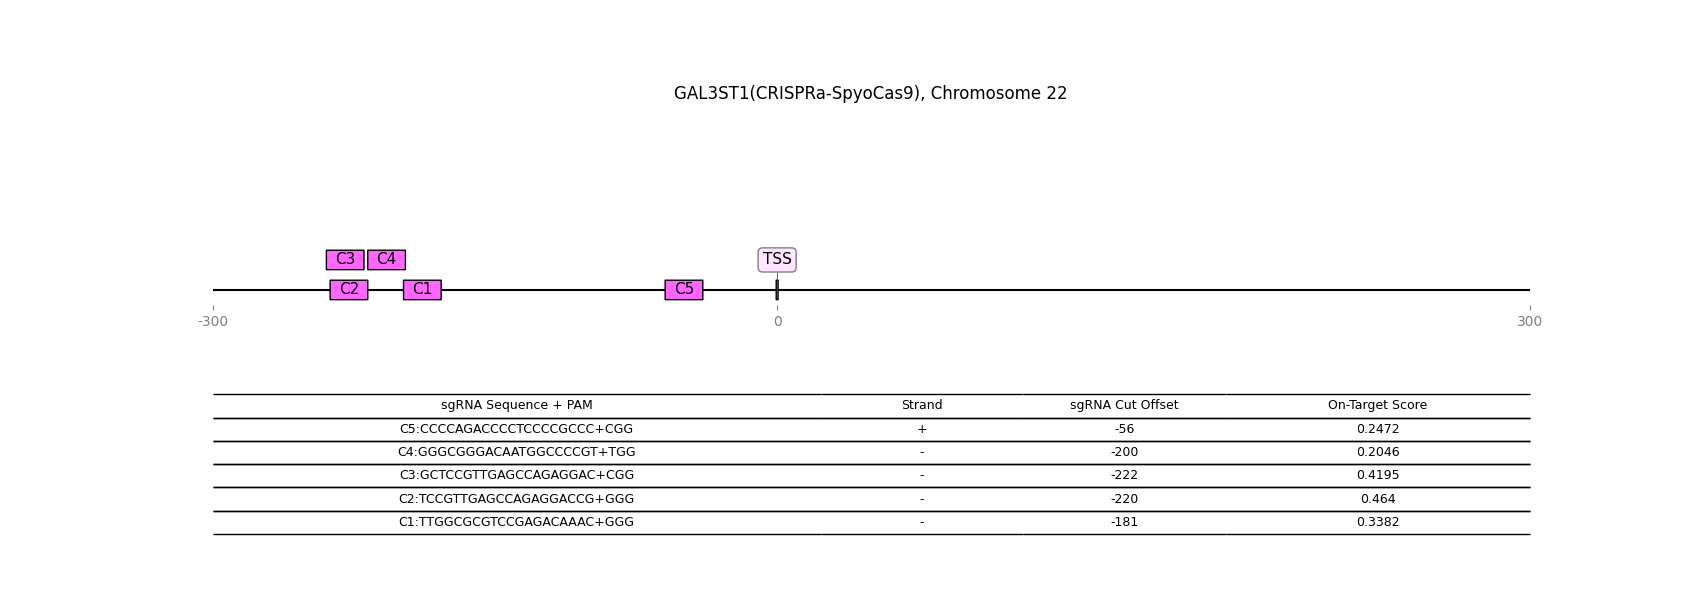 GAL3ST1(CRISPRa-SpyoCas9), Chromosome 22
C3 C4 TSS
C2 C1 C5
-300 0 300
sgRNA Sequence + PAM Strand sgRNA Cut Offset On-Target Score
C5:CCCCAGACCCCTCCCCGCCC+CGG + -56 0.2472
C4:GGGCGGGACAATGGCCCCGT+TGG - -200 0.2046
C3:GCTCCGTTGAGCCAGAGGAC+CGG - -222 0.4195
C2:TCCGTTGAGCCAGAGGACCG+GGG - -220 0.464
C1:TTGGCGCGTCCGAGACAAAC+GGG - -181 0.3382